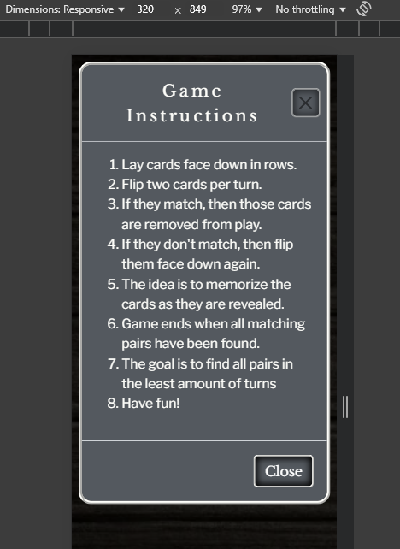 Dimensions: Responsive 320 x 849 97% No throttling
Game
Instructions
1. Lay cards face down in rows.
2. Flip two cards per turn.
3. If they match, then those cards
are removed from play.
4. If they don't match, then flip
them face down again.
5. The idea is to memorize the
cards as they are revealed.
6. Game ends when all matching
pairs have been found.
7. The goal is to find all pairs in
the least amount of turns
8. Have fun!
Close